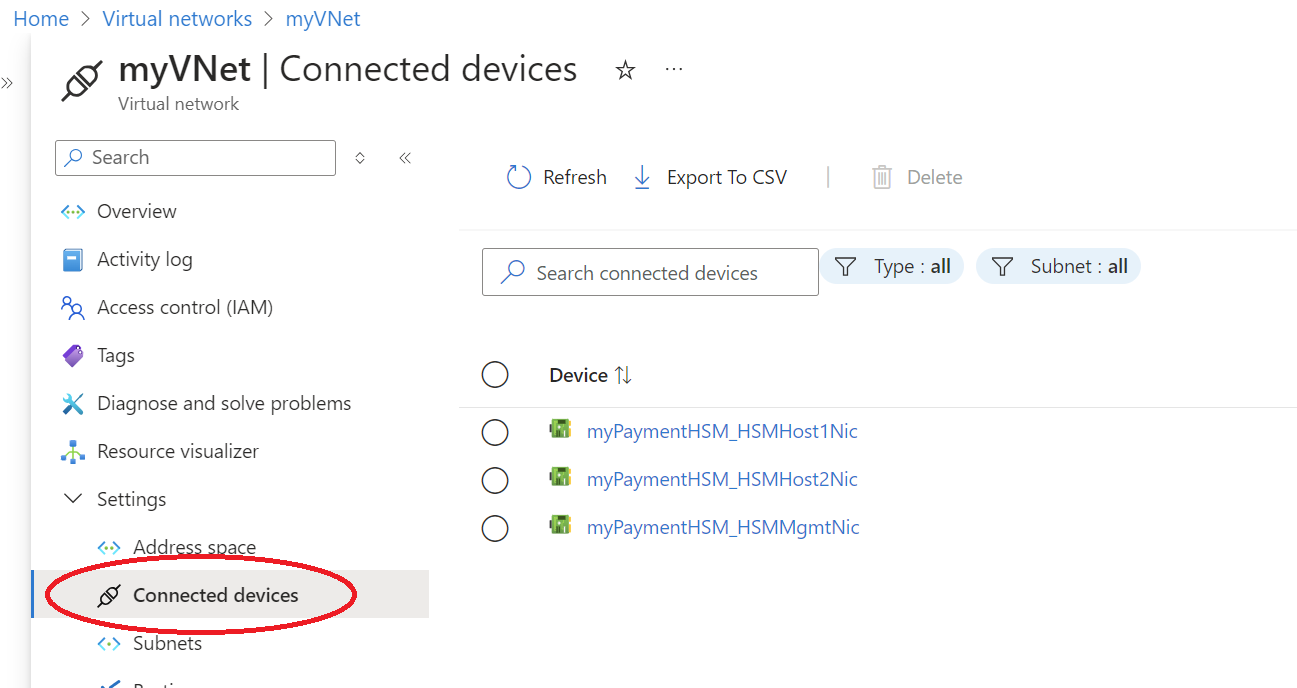 Home > Virtual networks > myVNet
myVNet | Connected devices
Virtual network
Search
Refresh
Export To CSV
Delete
Overview
Activity log
Access control (IAM)
Tags
Diagnose and solve problems
Resource visualizer
Settings
Address space
Connected devices
Subnets
Search connected devices
Type : all
Subnet : all
Device
myPaymentHSM_HSMHost1Nic
myPaymentHSM_HSMHost2Nic
myPaymentHSM_HSMMgmtNic